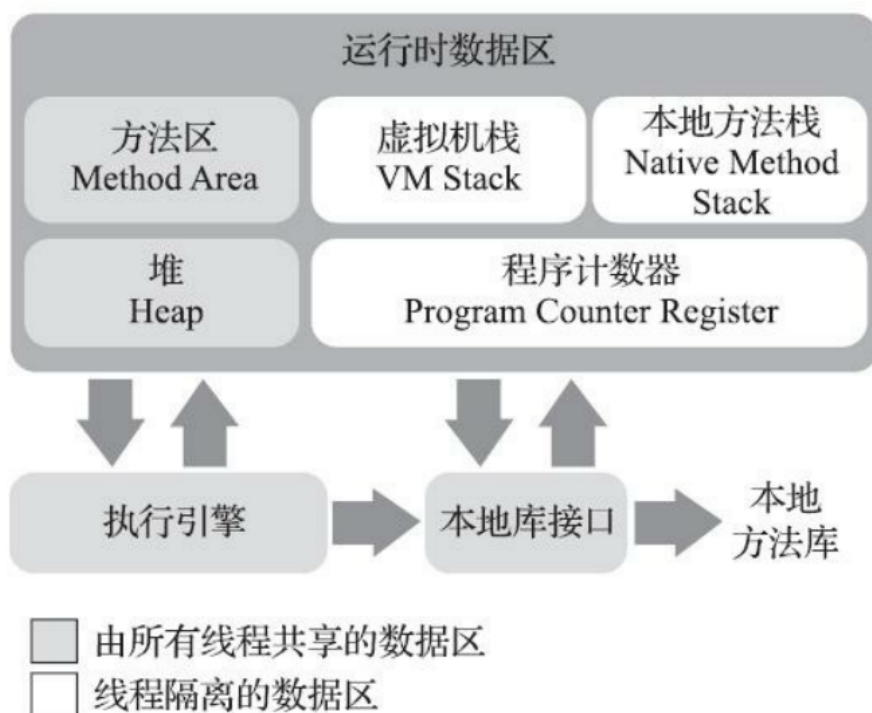 运行时数据区
方法区
Method Area
虚拟机栈
VM Stack
本地方法栈
Native Method
Stack
堆
Heap
程序计数器
Program Counter Register
执行引擎
本地库接口
本地
方法库
由所有线程共享的数据区
线程隔离的数据区